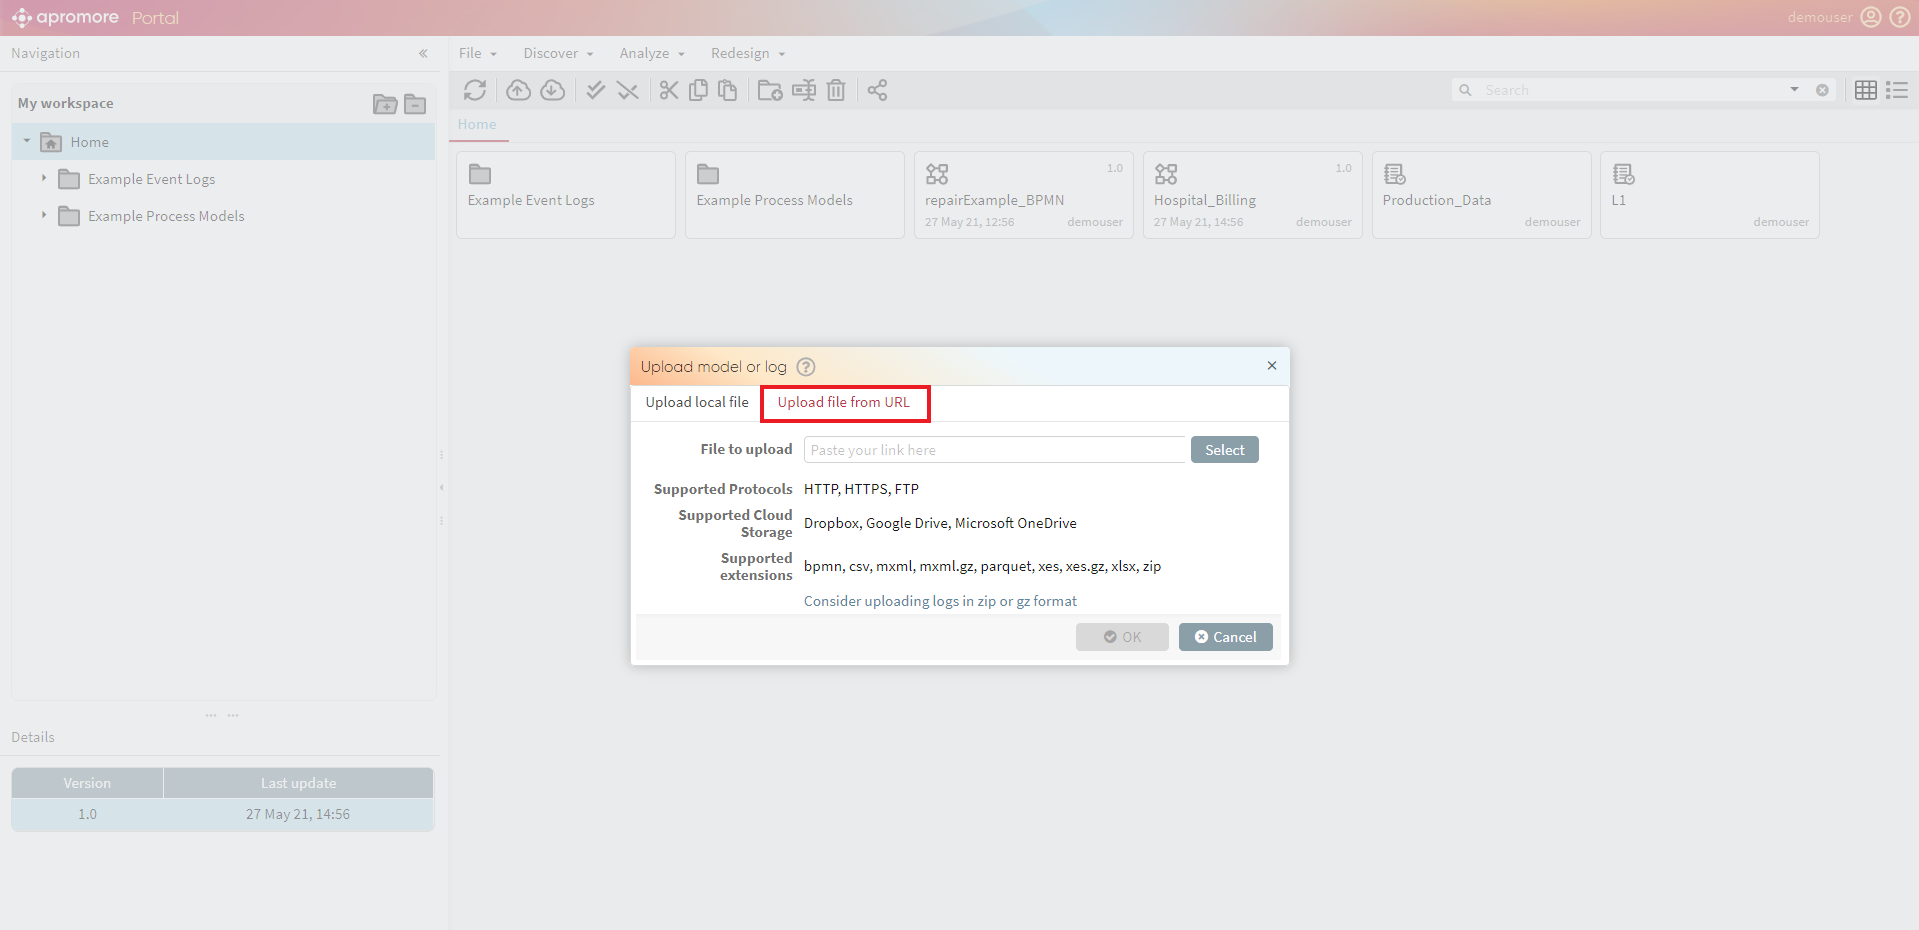 apromore Portal
demouser
Navigation
File
Discover
Analyze
Redesign
My workspace
Search
Home
Home
Example Event Logs
Example Process Models
Example Event Logs
Example Process Models
1.0
repairExample_BPMN
27 May 21, 12:56 demouser
1.0
Hospital_Billing
27 May 21, 14:56 demouser
Production_Data
demouser
L1
demouser
Upload model or log ?
Upload local file
Upload file from URL
File to upload Paste your link here Select
Supported Protocols HTTP, HTTPS, FTP
Supported Cloud
Storage
Dropbox, Google Drive, Microsoft OneDrive
Supported
extensions
bpmn, csv, mxml, mxml.gz, parquet, xes, xes.gz, xlsx, zip
Consider uploading logs in zip or gz format
OK Cancel
Details
Version Last update
1.0 27 May 21, 14:56